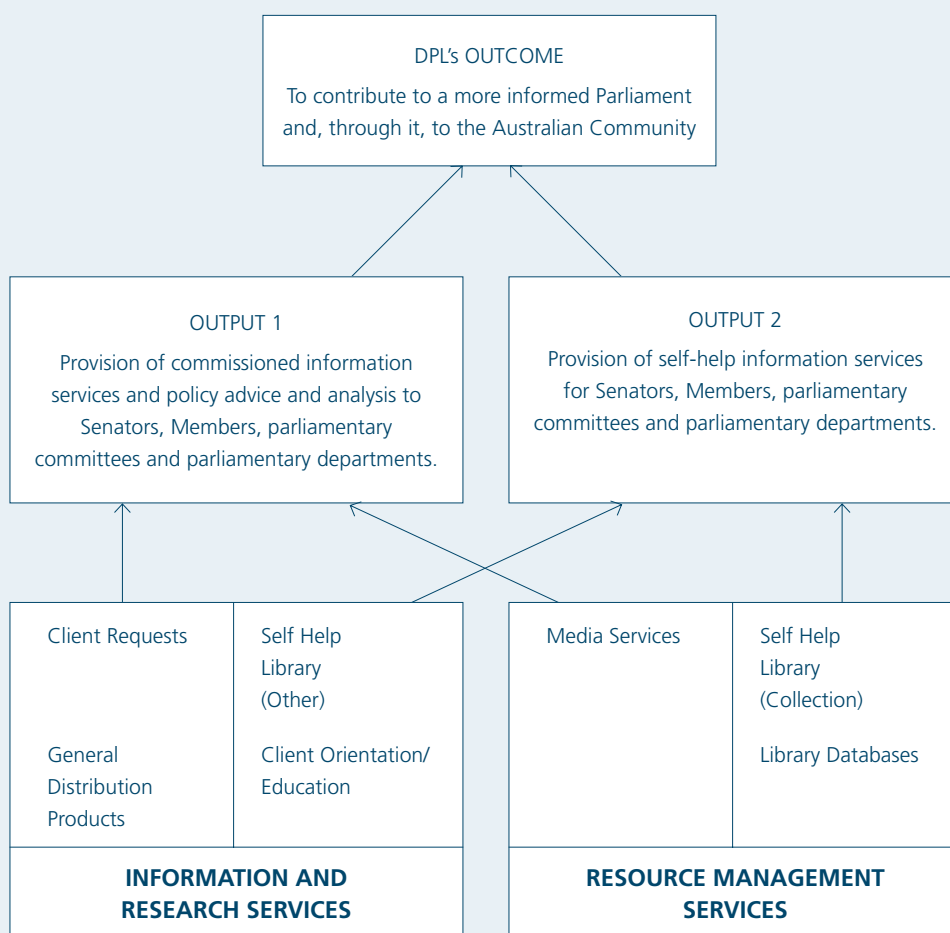 DPL's OUTCOME
To contribute to a more informed Parliament
and, through it, to the Australian Community
OUTPUT 1
Provision of commissioned information
services and policy advice and analysis to
Senators, Members, parliamentary
committees and parliamentary departments.
OUTPUT 2
Provision of self-help information services
for Senators, Members, parliamentary
committees and parliamentary departments.
Client Requests
General
Distribution
Products
Self Help
Library
(Other)
Client Orientation/
Education
INFORMATION AND
RESEARCH SERVICES
Media Services
Self Help
Library
(Collection)
Library Databases
RESOURCE MANAGEMENT
SERVICES